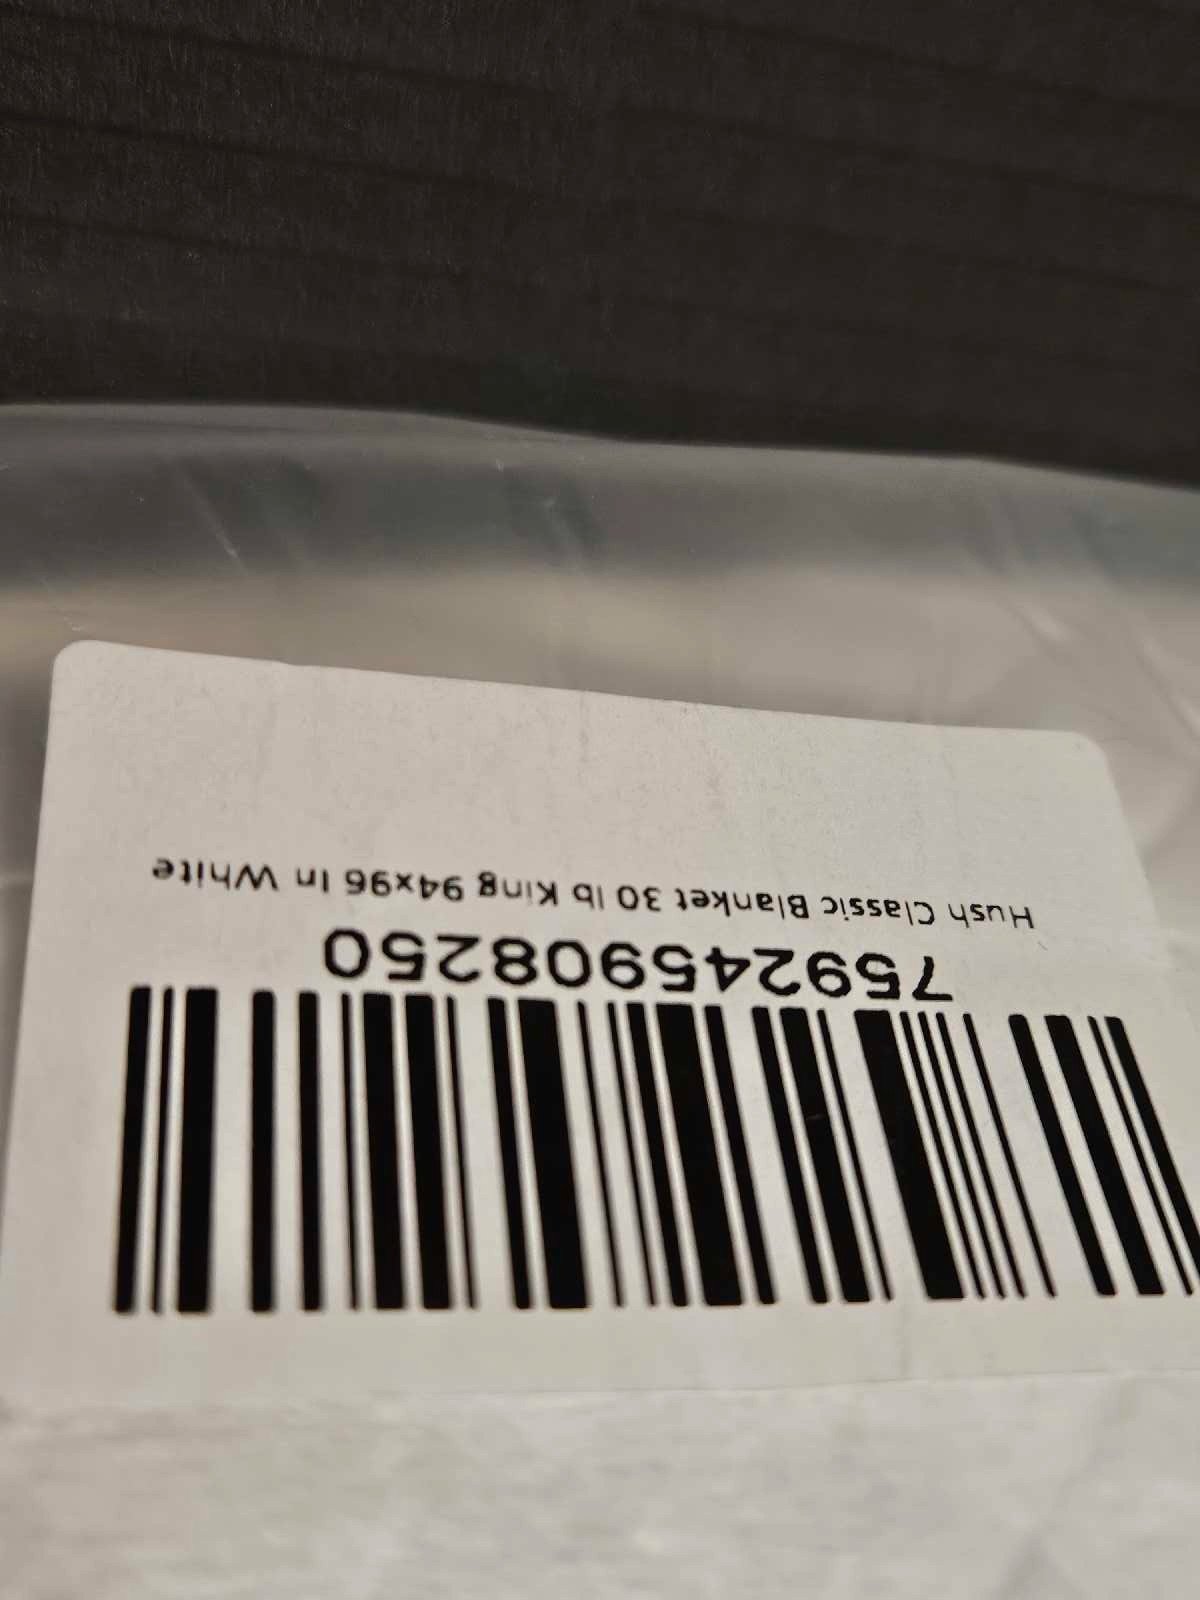 759245908250
Hush Classic Blanket 30 lb King 94x96 In White